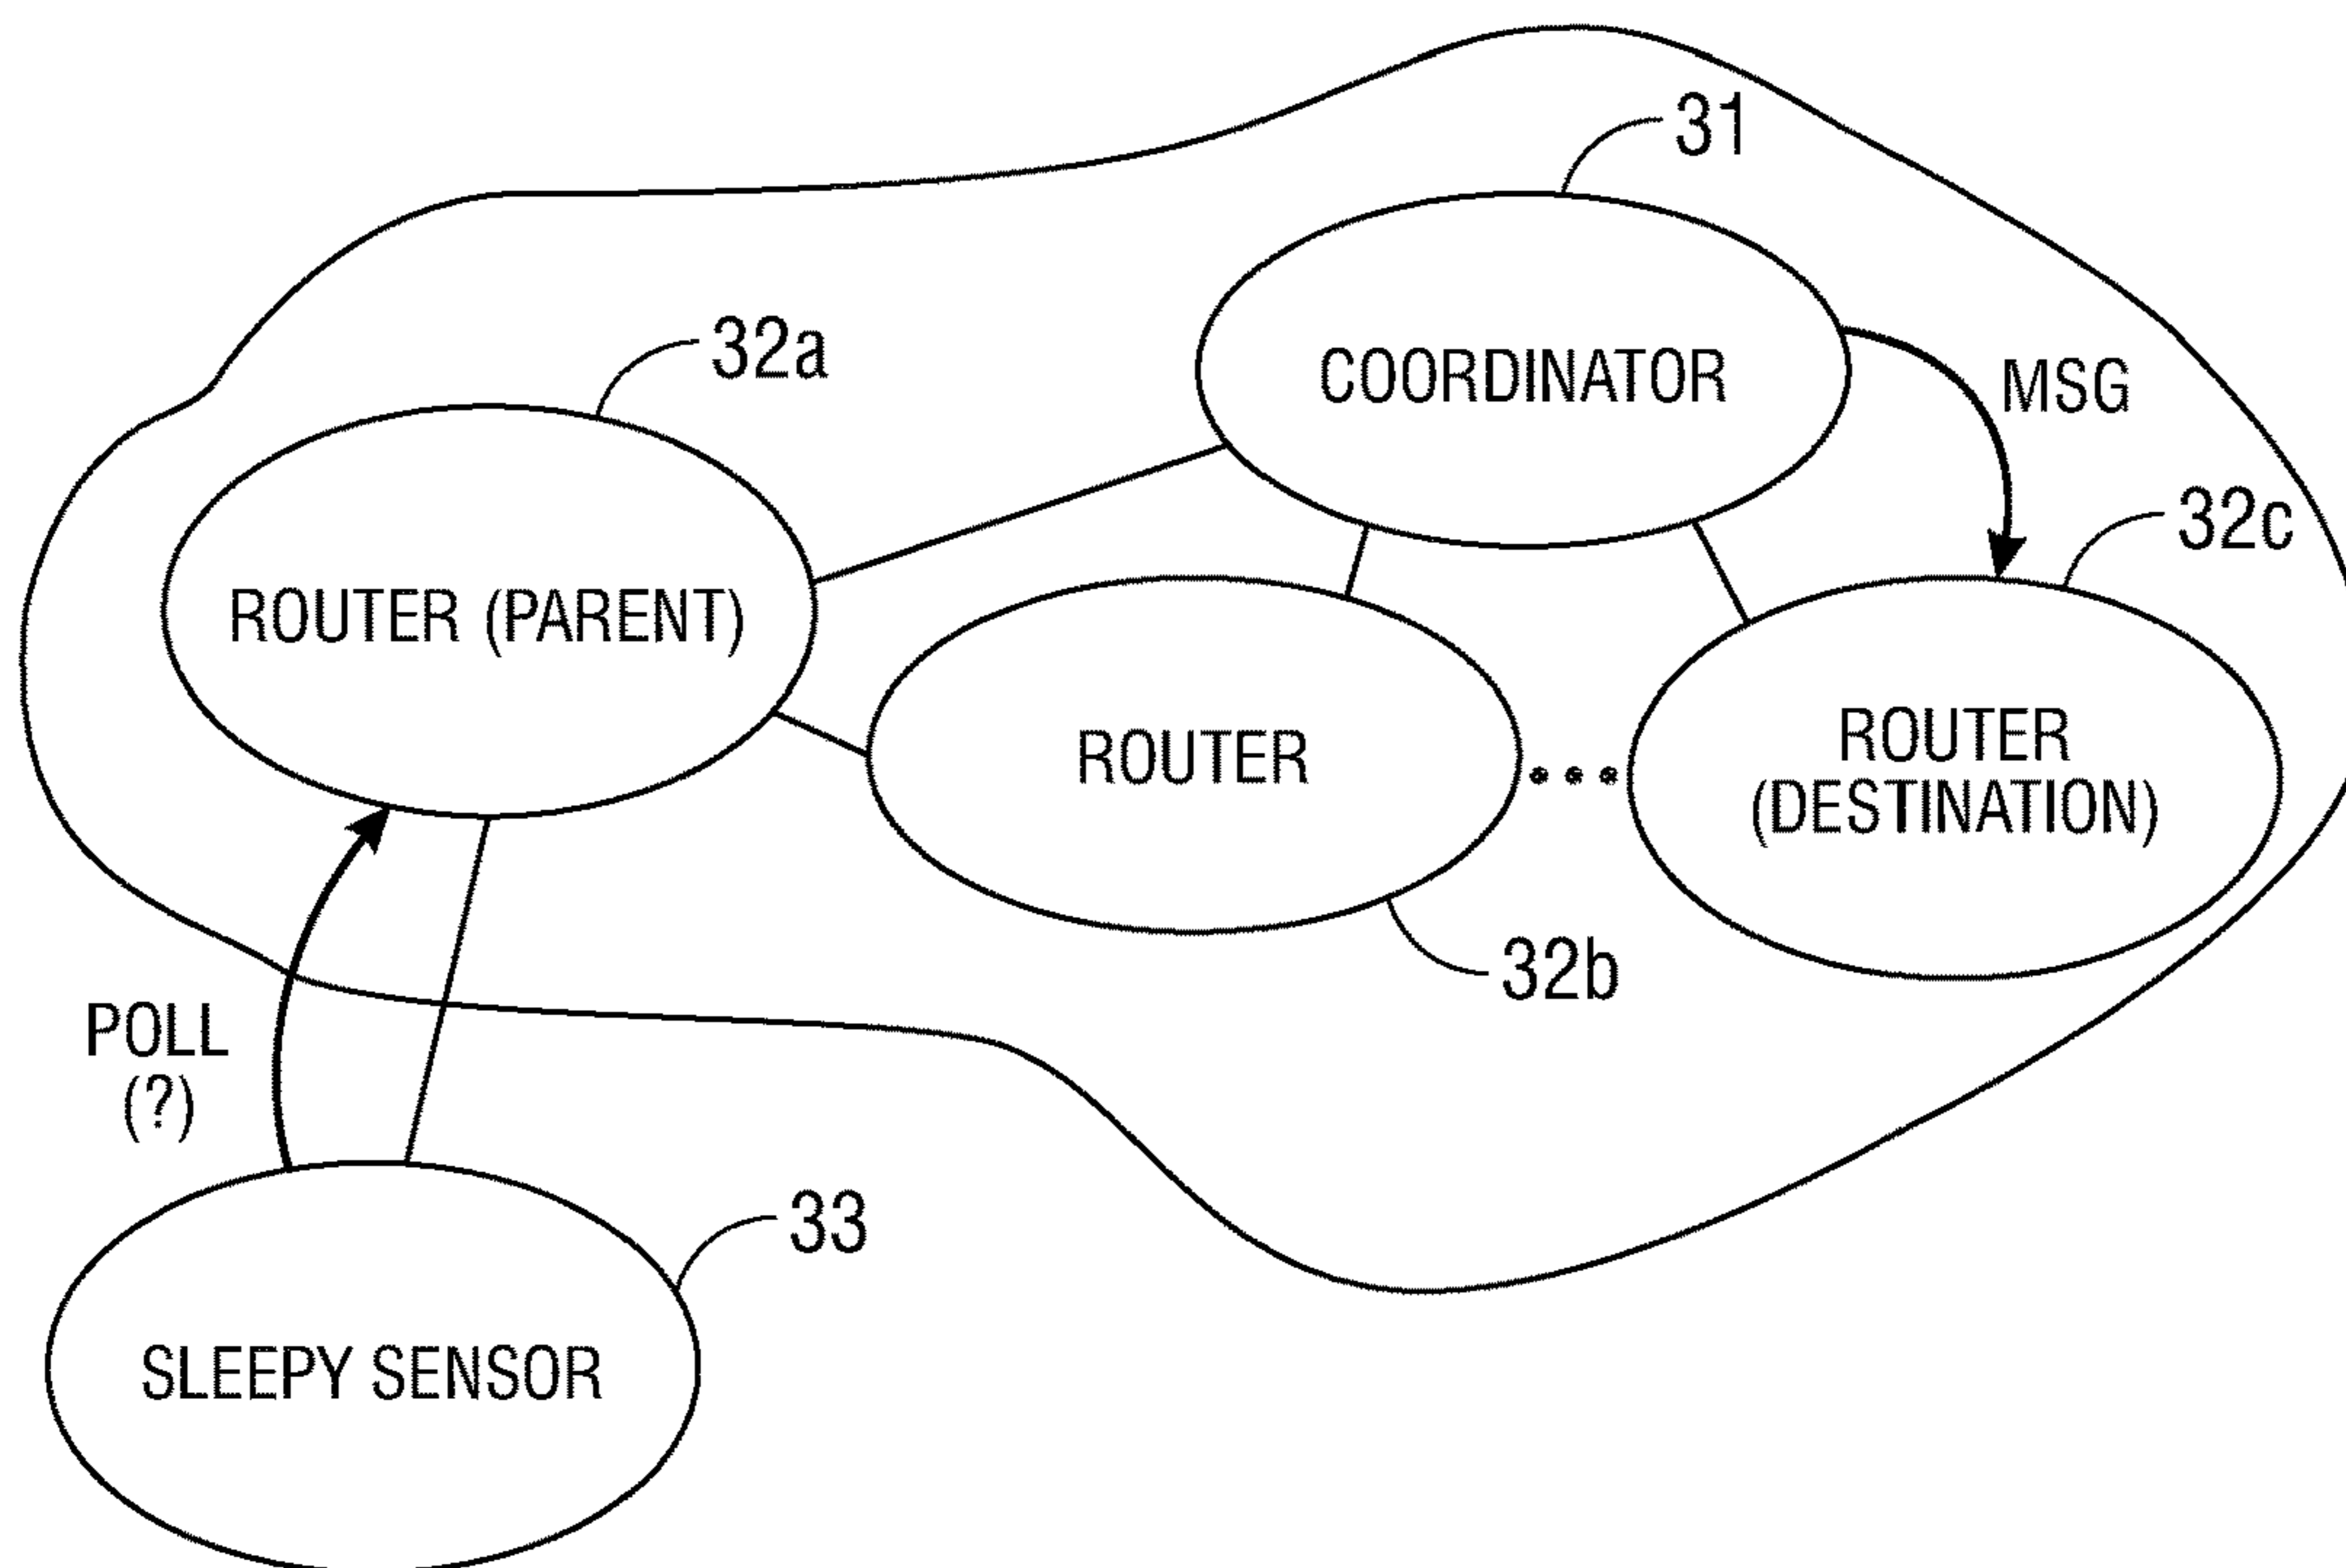 31
32a
COORDINATOR
MSG
32c
ROUTER (PARENT)
ROUTER
ROUTER
(DESTINATION)
32b
POLL
(?)
33
SLEEPY SENSOR